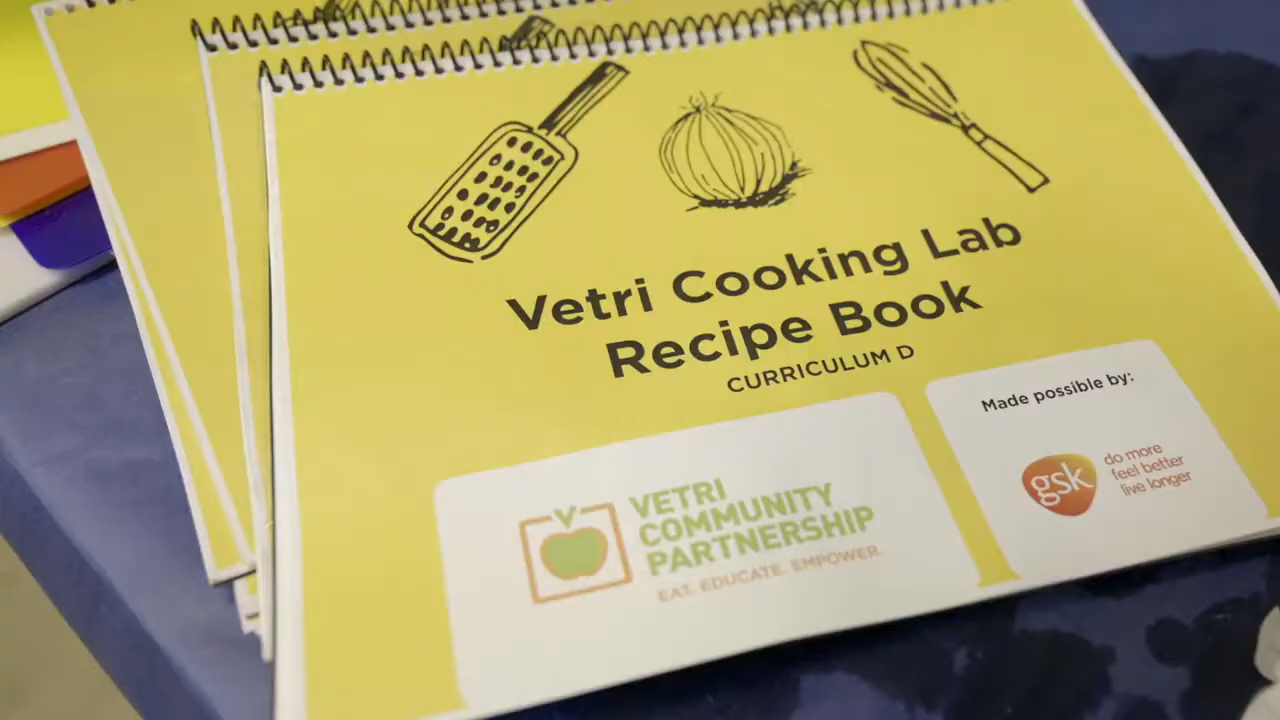 Vetri Cooking Lab
Recipe Book
CURRICULUM D
VETRI
COMMUNITY
PARTNERSHIP
EAT. EDUCATE. EMPOWER.
Made possible by:
gsk
do more
feel better
live longer